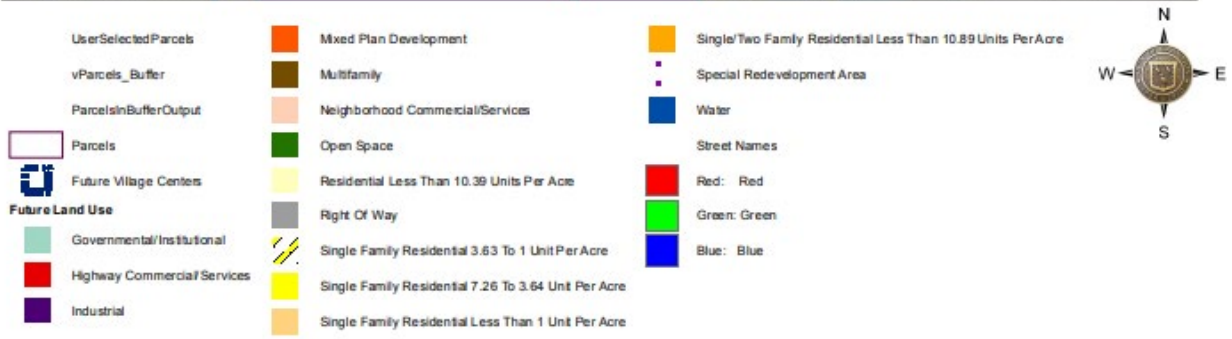 UserSelectedParcels
vParcels_Buffer
ParcelsInBufferOutput
Parcels
Future Village Centers
Future Land Use
Governmental/Institutional
Highway Commercial/Services
Industrial
Mixed Plan Development
Multifamily
Neighborhood Commercial/Services
Open Space
Residential Less Than 10.39 Units Per Acre
Right Of Way
Single Family Residential 3.63 To 1 Unit Per Acre
Single Family Residential 7.26 To 3.64 Unit Per Acre
Single Family Residential Less Than 1 Unit Per Acre
Single/Two Family Residential Less Than 10.89 Units Per Acre
Special Redevelopment Area
Water
Street Names
Red: Red
Green: Green
Blue: Blue
N
W E
S